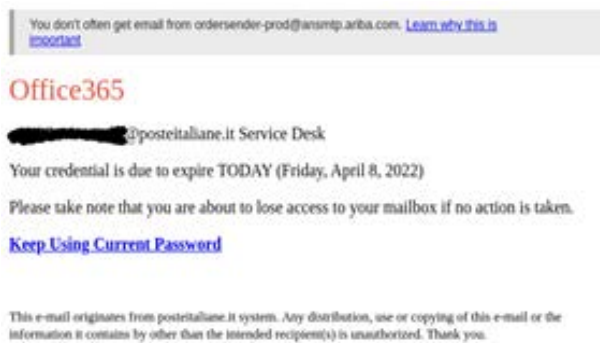 You don't often get email from ordersender-prod@ansmtp.ariba.com. Learn why this is
important
Office365
@posteitaliane.it Service Desk
Your credential is due to expire TODAY (Friday, April 8, 2022)
Please take note that you are about to lose access to your mailbox if no action is taken.
Keep Using Current Password
This e-mail originates from posteitaliane.it system. Any distribution, use or copying of this e-mail or the
information it contains by other than the intended recipient(s) is unauthorized. Thank you.